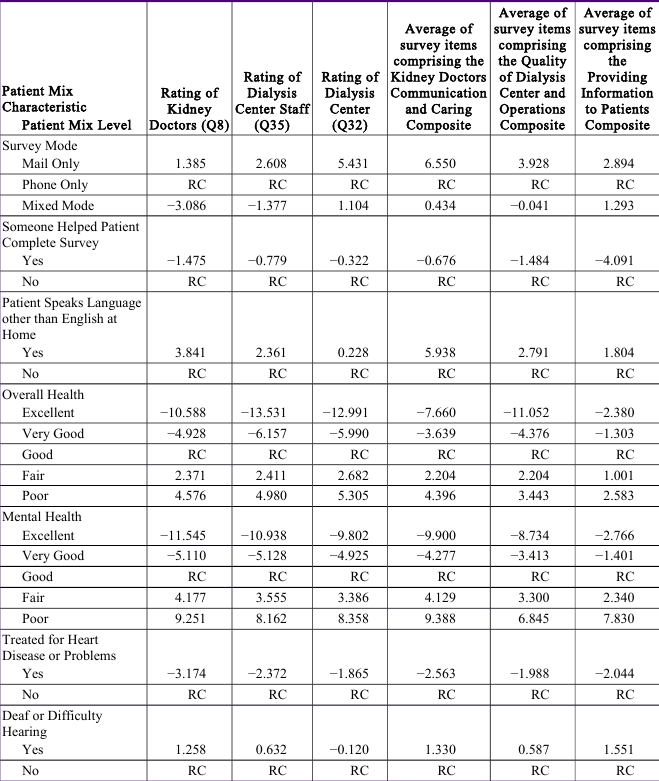 Patient Mix Characteristic
Patient Mix Level
Rating of Kidney Doctors (Q8)
Rating of Dialysis Center Staff (Q35)
Rating of Dialysis Center (Q32)
Average of survey items comprising the Kidney Doctors Communication and Caring Composite
Average of survey items comprising the Quality of Dialysis Center and Operations Composite
Average of survey items comprising the Providing Information to Patients Composite
Survey Mode
Mail Only 1.385 2.608 5.431 6.550 3.928 2.894
Phone Only RC RC RC RC RC RC
Mixed Mode −3.086 −1.377 1.104 0.434 −0.041 1.293
Someone Helped Patient
Complete Survey
Yes −1.475 −0.779 −0.322 −0.676 −1.484 −4.091
No RC RC RC RC RC RC
Patient Speaks Language
other than English at
Home
Yes 3.841 2.361 0.228 5.938 2.791 1.804
No RC RC RC RC RC RC
Overall Health
Excellent −10.588 −13.531 −12.991 −7.660 −11.052 −2.380
Very Good −4.928 −6.157 −5.990 −3.639 −4.376 −1.303
Good RC RC RC RC RC RC
Fair 2.371 2.411 2.682 2.204 2.204 1.001
Poor 4.576 4.980 5.305 4.396 3.443 2.583
Mental Health
Excellent −11.545 −10.938 −9.802 −9.900 −8.734 −2.766
Very Good −5.110 −5.128 −4.925 −4.277 −3.413 −1.401
Good RC RC RC RC RC RC
Fair 4.177 3.555 3.386 4.129 3.300 2.340
Poor 9.251 8.162 8.358 9.388 6.845 7.830
Treated for Heart
Disease or Problems
Yes −3.174 −2.372 −1.865 −2.563 −1.988 −2.044
No RC RC RC RC RC RC
Deaf or Difficulty
Hearing
Yes 1.258 0.632 −0.120 1.330 0.587 1.551
No RC RC RC RC RC RC